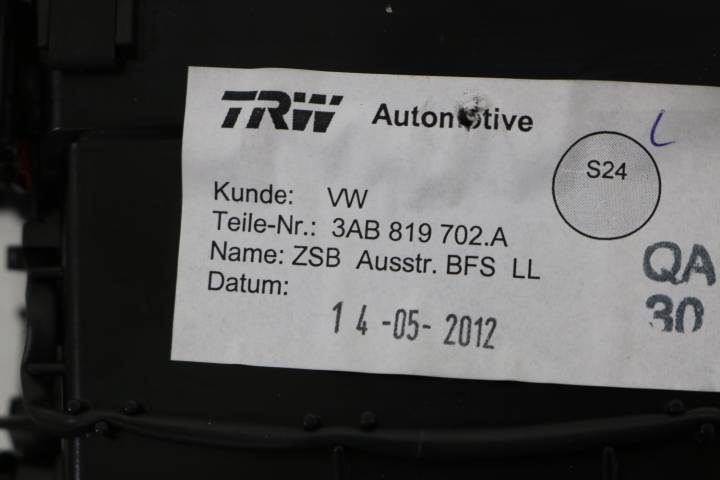 TRW Automotive
S24
Kunde: VW
Teile-Nr.: 3AB 819 702.A
Name: ZSB Ausstr. BFS LL
Datum:
14-05-2012
QA
30